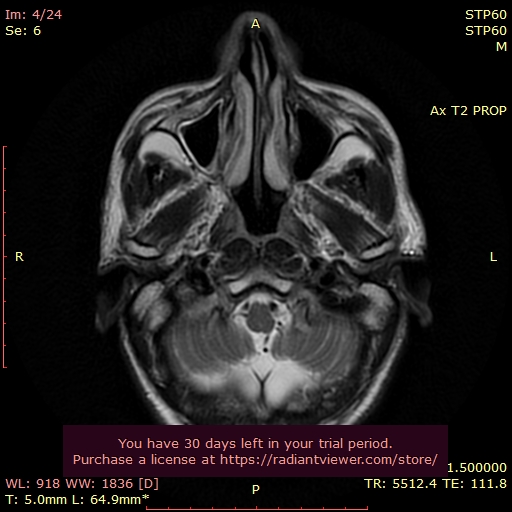 Im: 4/24
Se: 6
A
STP60
STP60
M
Ax T2 PROP
R
L
You have 30 days left in your trial period.
Purchase a license at https://radiantviewer.com/store/
1.500000
WL: 918 WW: 1836 [D]
T: 5.0mm L: 64.9mm*
P
TR: 5512.4 TE: 111.8